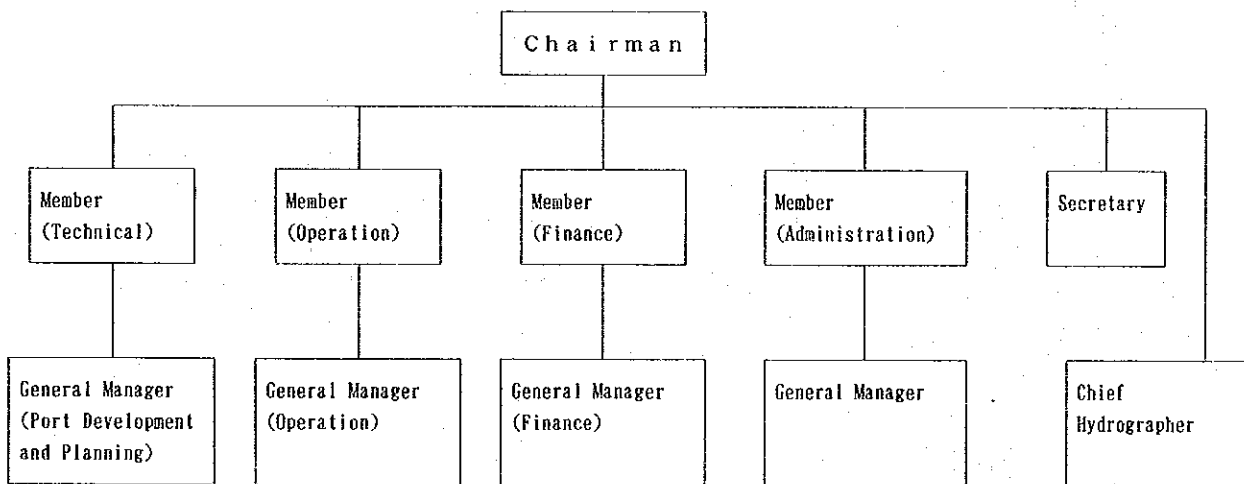 Chairman
Member
(Technical)
Member
(Operation)
Member
(Finance)
Member
(Administration)
Secretary
General Manager
(Port Development
and Planning)
General Manager
(Operation)
General Manager
(Finance)
General Manager
Chief
Hydrographer